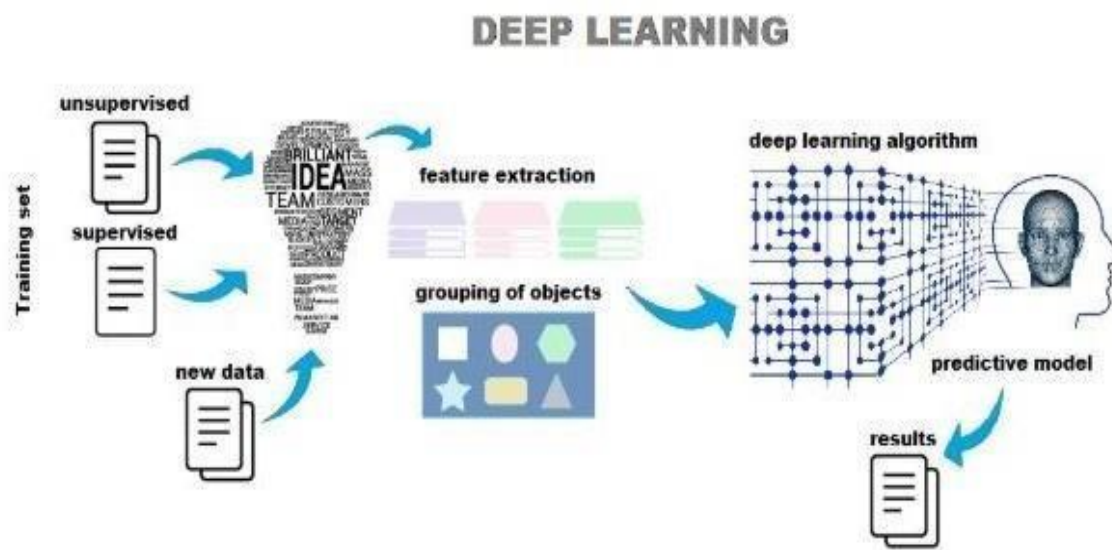 DEEP LEARNING
unsupervised
Training set
supervised
new data
BRILLIANT
IDEA
TEAM
feature extraction
grouping of objects
deep learning algorithm
predictive model
results